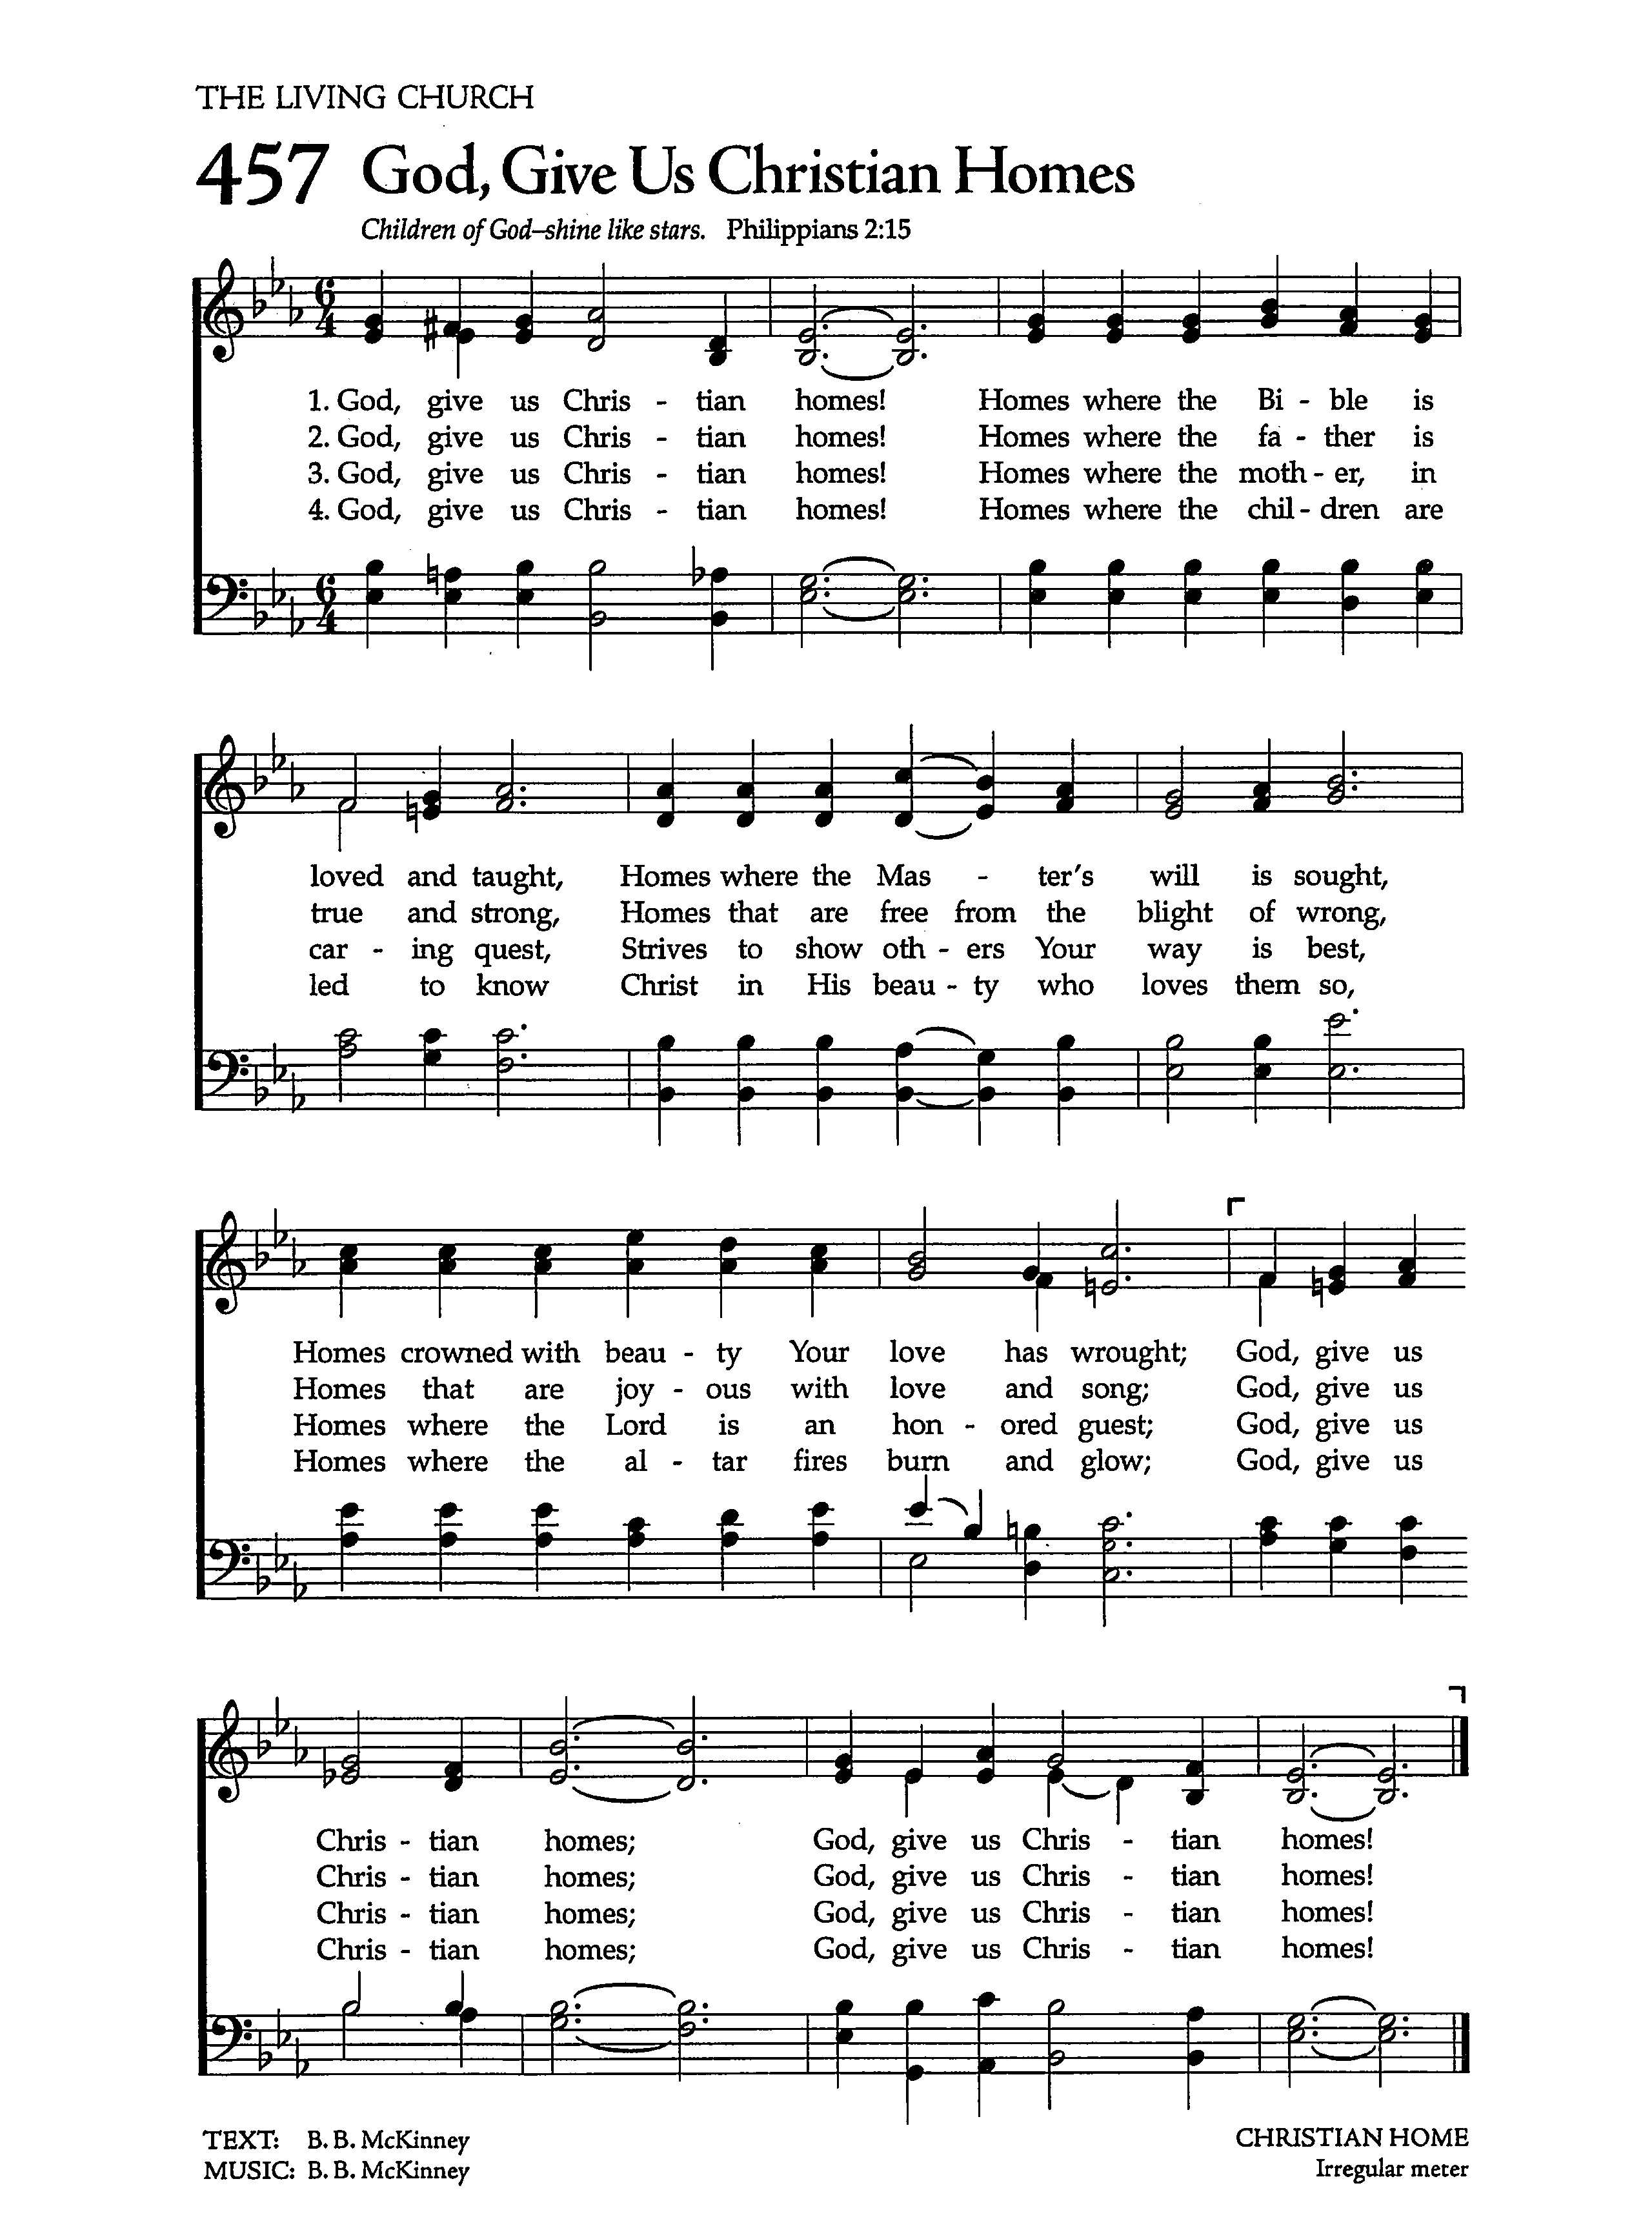 THE LIVING CHURCH
457 God, Give Us Christian Homes
Children of God–shine like stars. Philippians 2:15
6 4
1. God, give us Chris - tian homes! Homes where the Bi - ble is
2. God, give us Chris - tian homes! Homes where the fa - ther is
3. God, give us Chris - tian homes! Homes where the moth - er, in
4. God, give us Chris - tian homes! Homes where the chil - dren are
6 4
loved and taught, Homes where the Mas - ter's will is sought,
true and strong, Homes that are free from the blight of wrong,
car - ing quest, Strives to show oth - ers Your way is best,
led to know Christ in His beau - ty who loves them so,
Homes crowned with beau - ty Your love has wrought; God, give us
Homes that are joy - ous with love and song; God, give us
Homes where the Lord is an hon - ored guest; God, give us
Homes where the al - tar fires burn and glow; God, give us
Chris - tian homes; God, give us Chris - tian homes!
Chris - tian homes; God, give us Chris - tian homes!
Chris - tian homes; God, give us Chris - tian homes!
Chris - tian homes; God, give us Chris - tian homes!
TEXT: B. B. McKinney
MUSIC: B. B. McKinney
CHRISTIAN HOME
Irregular meter